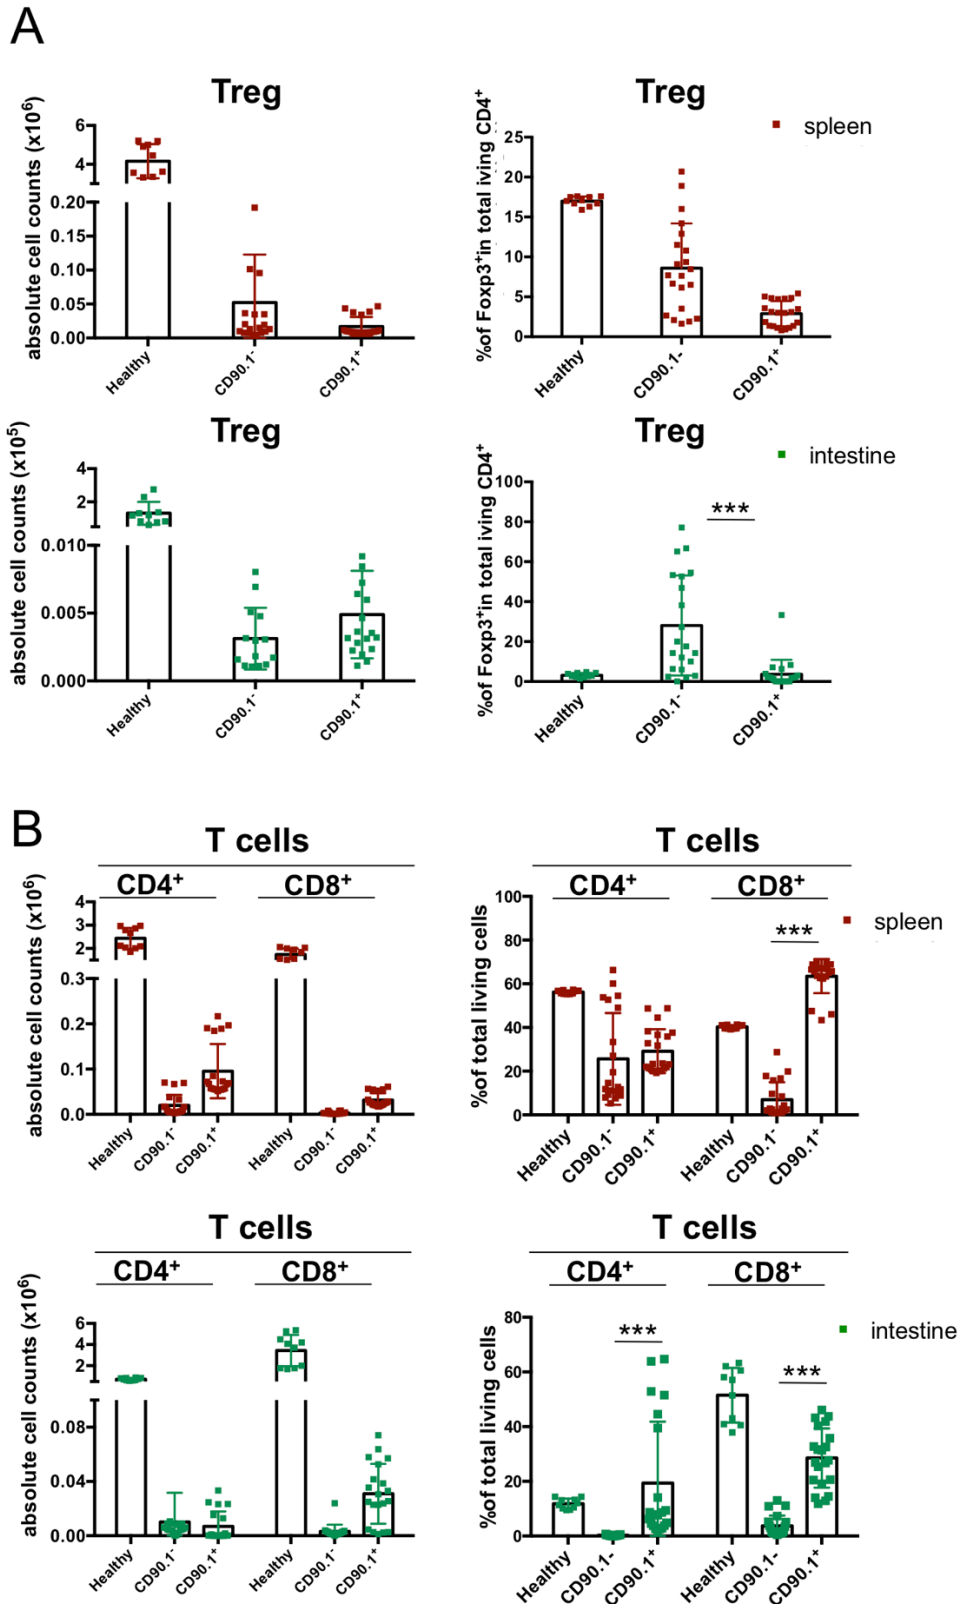 A
Treg
absolute cell counts (x10⁶)
6
4
0.20
0.15
0.10
0.05
0.00
Healthy
CD90.1⁻
CD90.1⁺
Treg
%of Foxp3⁺in total iving CD4⁺
25
20
15
10
5
0
Healthy
CD90.1-
CD90.1⁺
spleen
Treg
absolute cell counts (x10⁵)
4
2
0.010
0.005
0.000
Healthy
CD90.1⁻
CD90.1⁺
Treg
%of Foxp3⁺in total iving CD4⁺
100
80
60
40
20
0
***
Healthy
CD90.1⁻
CD90.1⁺
intestine
B
T cells
CD4⁺ CD8⁺
absolute cell counts (x10⁶)
4
3
2
0.3
0.2
0.1
0.0
Healthy
CD90.1⁻
CD90.1⁺
Healthy
CD90.1⁻
CD90.1⁺
T cells
CD4⁺ CD8⁺
%of total living cells
100
80
60
40
20
0
***
Healthy
CD90.1⁻
CD90.1⁺
Healthy
CD90.1⁻
CD90.1⁺
spleen
T cells
CD4⁺ CD8⁺
absolute cell counts (x10⁶)
6
4
2
0.08
0.04
0.00
Healthy
CD90.1⁻
CD90.1⁺
Healthy
CD90.1⁻
CD90.1⁺
T cells
CD4⁺ CD8⁺
%of total living cells
80
60
40
20
0
***
***
Healthy
CD90.1-
CD90.1⁺
Healthy
CD90.1-
CD90.1⁺
intestine